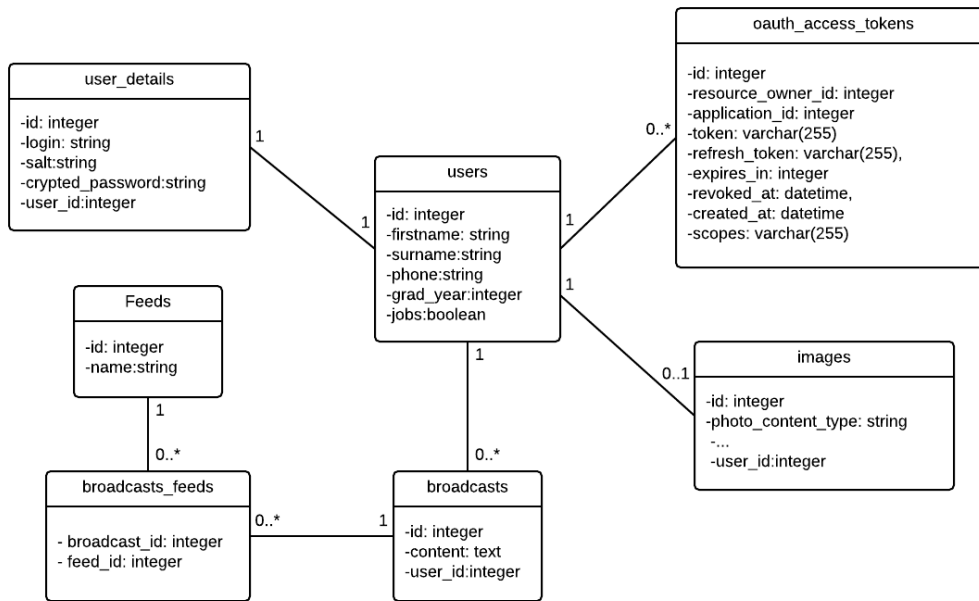 user_details
-id: integer
-login: string
-salt:string
-crypted_password:string
-user_id:integer
1
1
users
-id: integer
-firstname: string
-surname:string
-phone:string
-grad_year:integer
-jobs:boolean
oauth_access_tokens
-id: integer
-resource_owner_id: integer
-application_id: integer
-token: varchar(255)
-refresh_token: varchar(255),
-expires_in: integer
-revoked_at: datetime,
-created_at: datetime
-scopes: varchar(255)
0..*
1
1
0..1
images
-id: integer
-photo_content_type: string
-...
-user_id:integer
Feeds
-id: integer
-name:string
1
0..*
broadcasts_feeds
- broadcast_id: integer
- feed_id: integer
0..*
1
1
0..*
broadcasts
-id: integer
-content: text
-user_id:integer